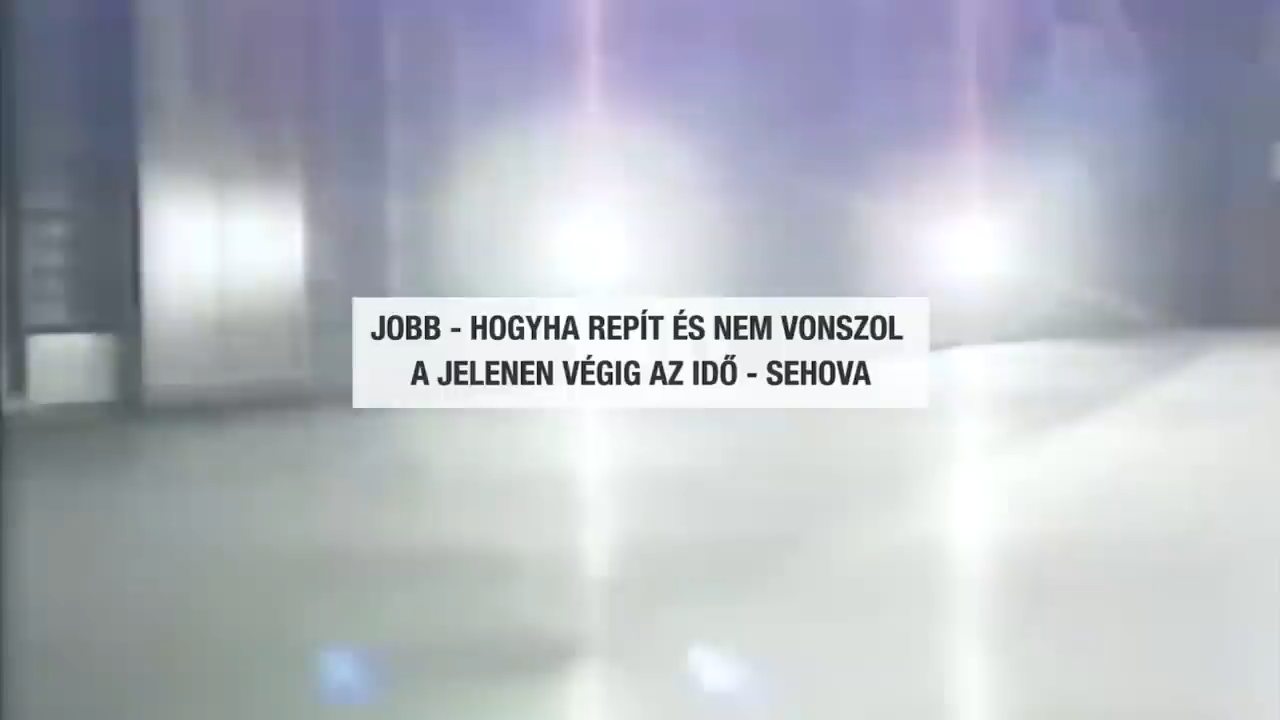 JOBB - HOGYHA REPÍT ÉS NEM VONSZOL
A JELENEN VÉGIG AZ IDŐ - SEHOVA